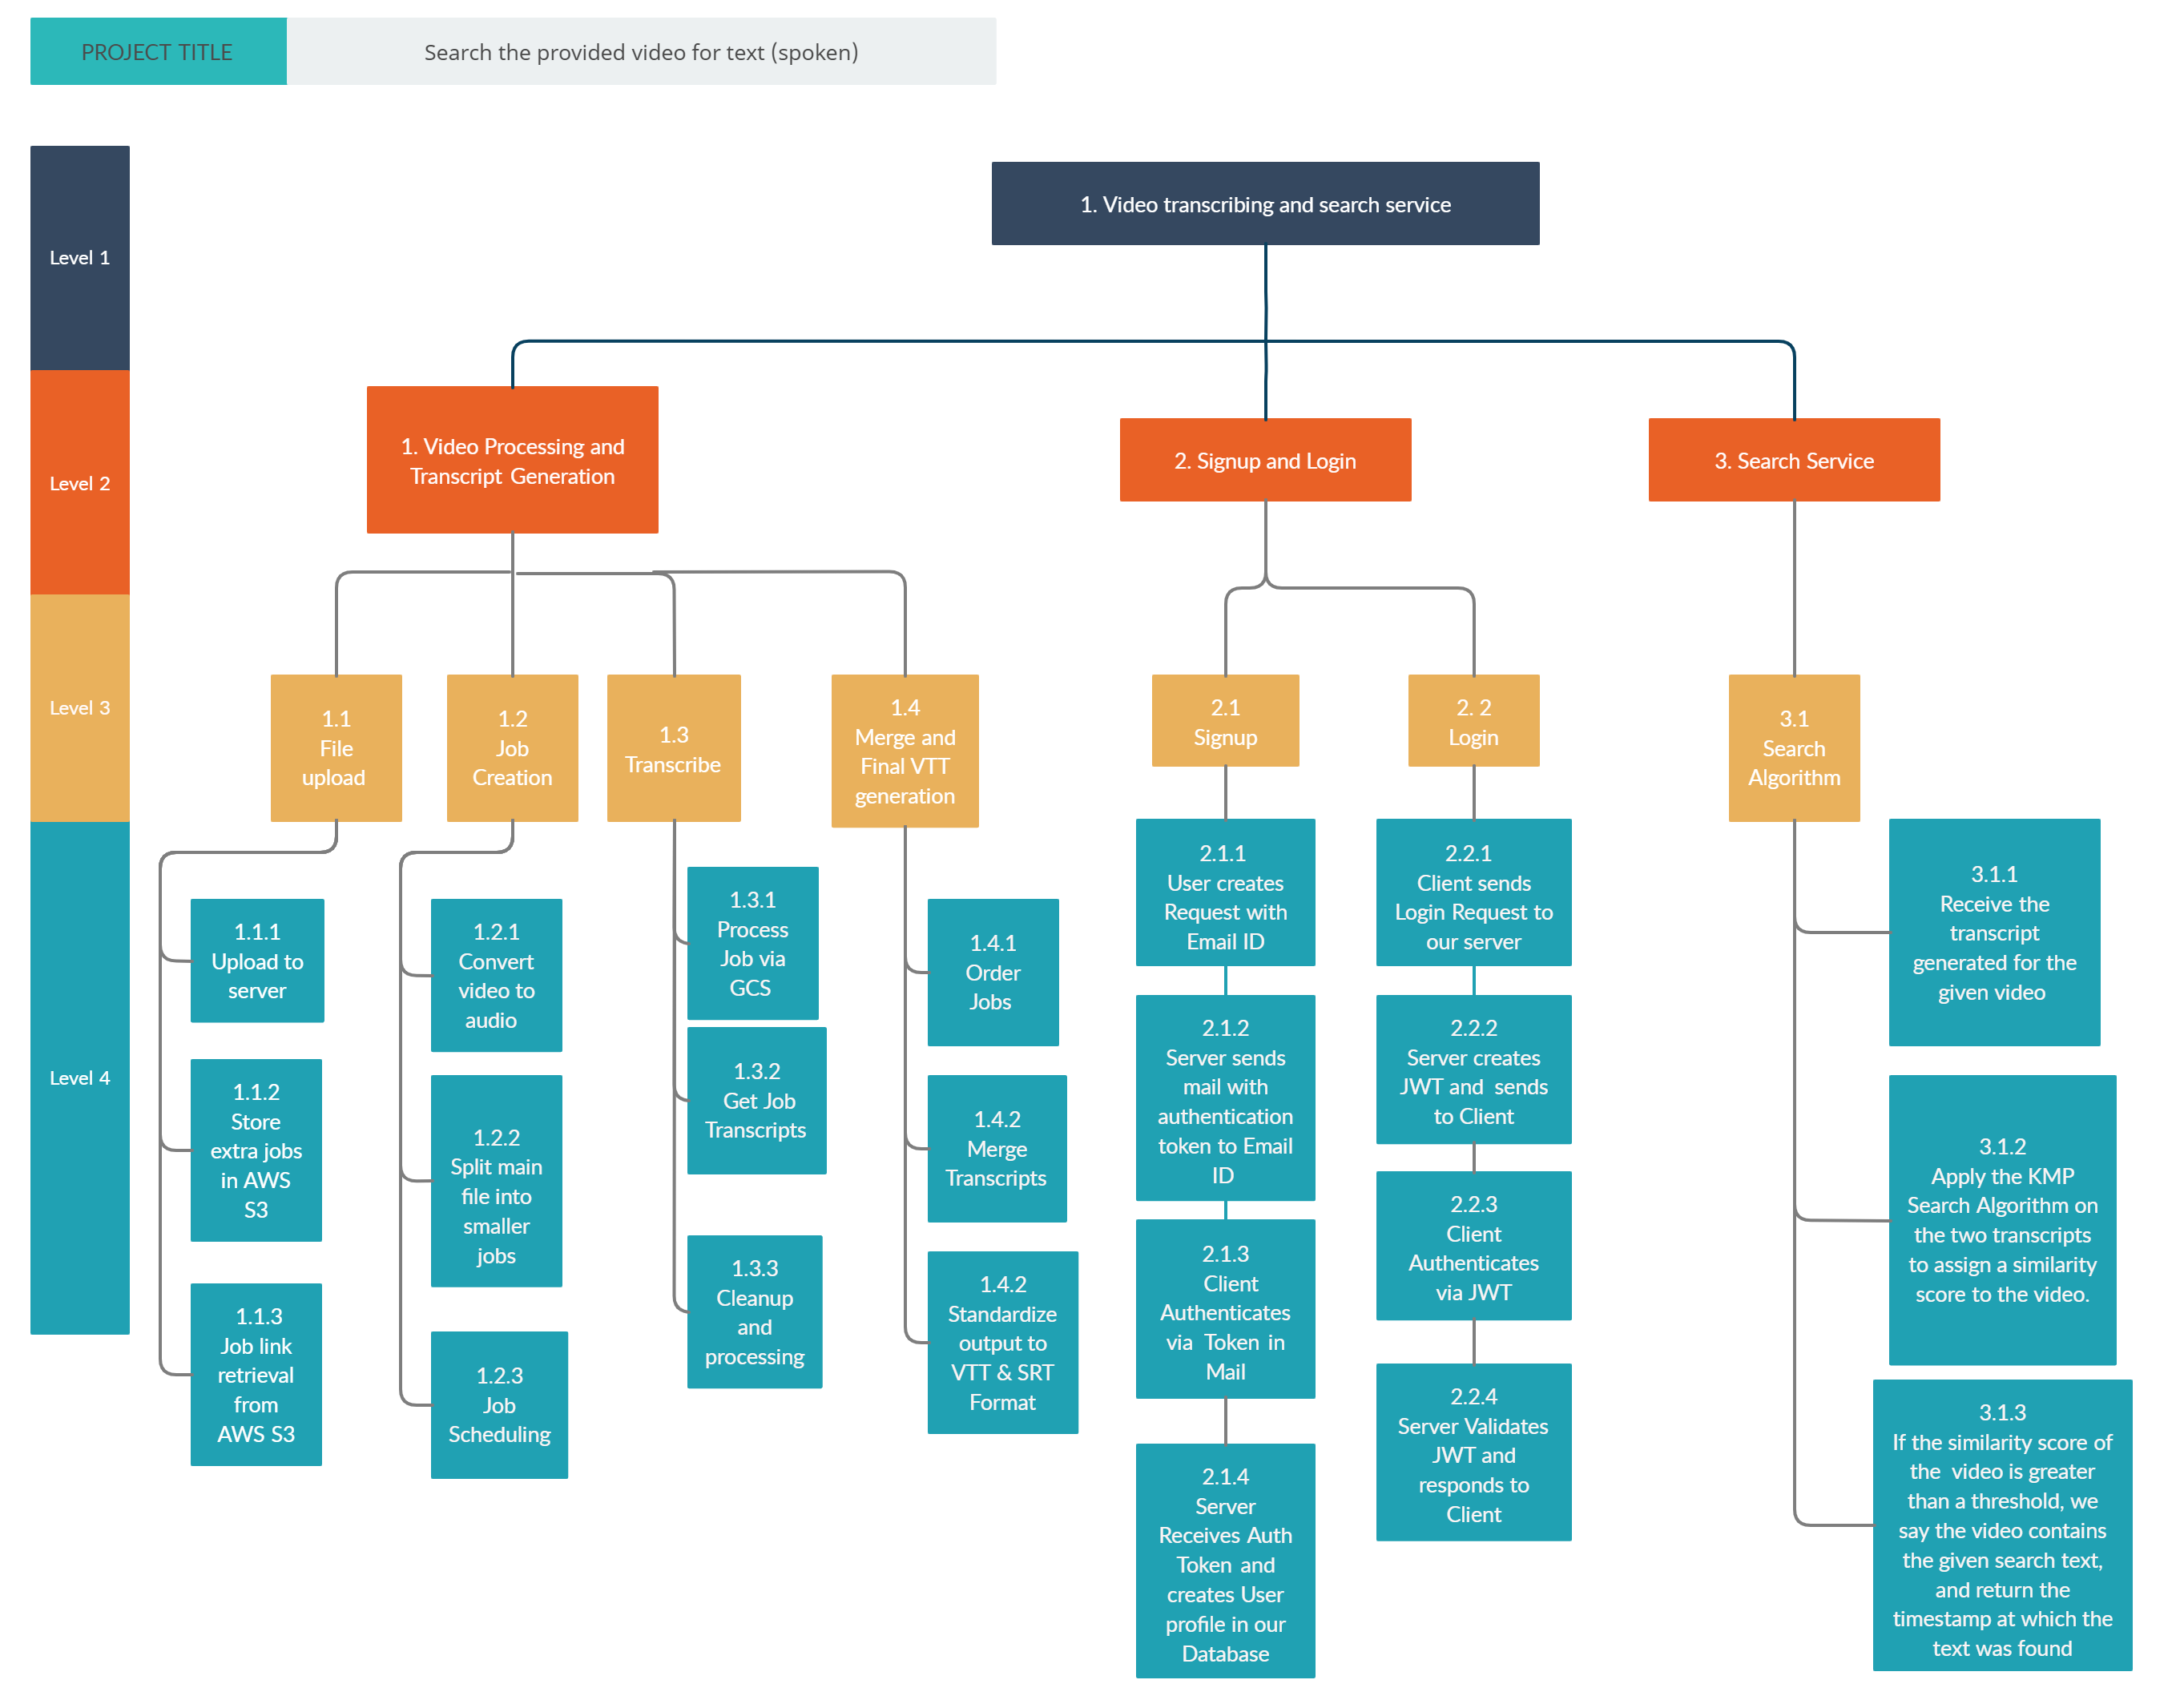 PROJECT TITLE
Search the provided video for text (spoken)
Level 1
1. Video transcribing and search service
Level 2
1. Video Processing and
Transcript Generation
2. Signup and Login
3. Search Service
Level 3
1.1
File
upload
1.2
Job
Creation
1.3
Transcribe
1.4
Merge and
Final VTT
generation
2.1
Signup
2. 2
Login
3.1
Search
Algorithm
Level 4
1.1.1
Upload to
server
1.1.2
Store
extra jobs
in AWS
S3
1.1.3
Job link
retrieval
from
AWS S3
1.2.1
Convert
video to
audio
1.2.2
Split main
file into
smaller
jobs
1.2.3
Job
Scheduling
1.3.1
Process
Job via
GCS
1.3.2
Get Job
Transcripts
1.3.3
Cleanup
and
processing
1.4.1
Order
Jobs
1.4.2
Merge
Transcripts
1.4.2
Standardize
output to
VTT & SRT
Format
2.1.1
User creates
Request with
Email ID
2.1.2
Server sends
mail with
authentication
token to Email
ID
2.1.3
Client
Authenticates
via Token in
Mail
2.1.4
Server
Receives Auth
Token and
creates User
profile in our
Database
2.2.1
Client sends
Login Request to
our server
2.2.2
Server creates
JWT and sends
to Client
2.2.3
Client
Authenticates
via JWT
2.2.4
Server Validates
JWT and
responds to
Client
3.1.1
Receive the
transcript
generated for the
given video
3.1.2
Apply the KMP
Search Algorithm on
the two transcripts
to assign a similarity
score to the video.
3.1.3
If the similarity score of
the video is greater
than a threshold, we
say the video contains
the given search text,
and return the
timestamp at which the
text was found